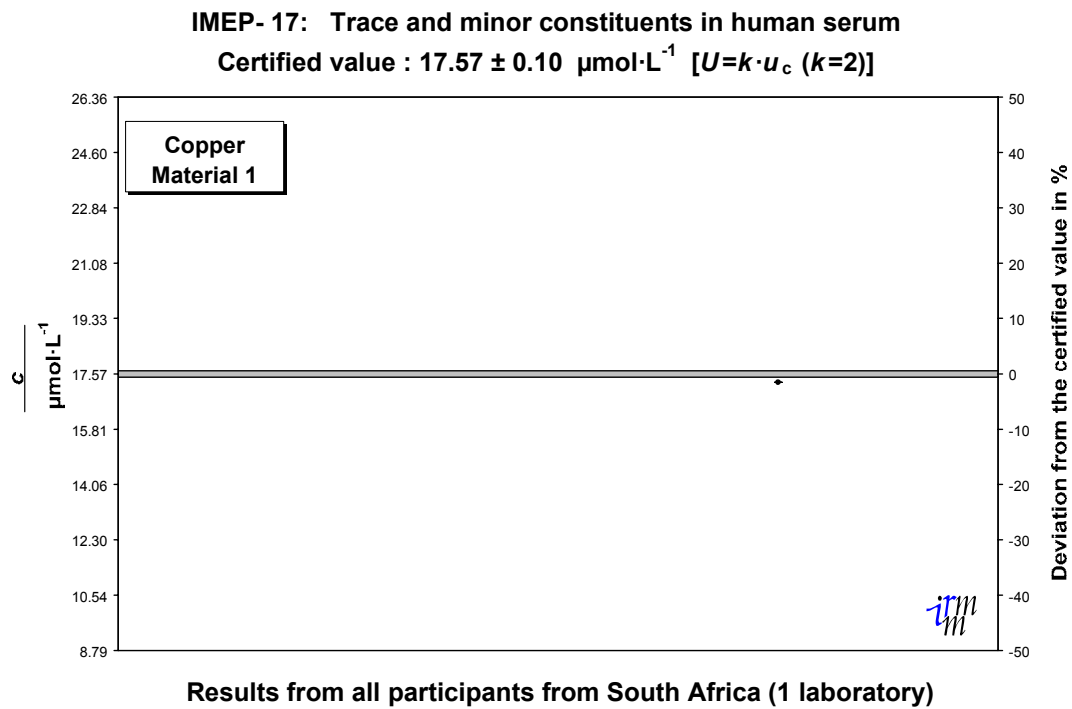 IMEP- 17: Trace and minor constituents in human serum
Certified value : 17.57 ± 0.10 µmol·L⁻¹ [U=k·u_c (k=2)]
Copper
Material 1
26.36
24.60
22.84
21.08
19.33
17.57
15.81
14.06
12.30
10.54
8.79
c
µmol·L⁻¹
50
40
30
20
10
0
-10
-20
-30
-40
-50
Deviation from the certified value in %
irmm
m
Results from all participants from South Africa (1 laboratory)